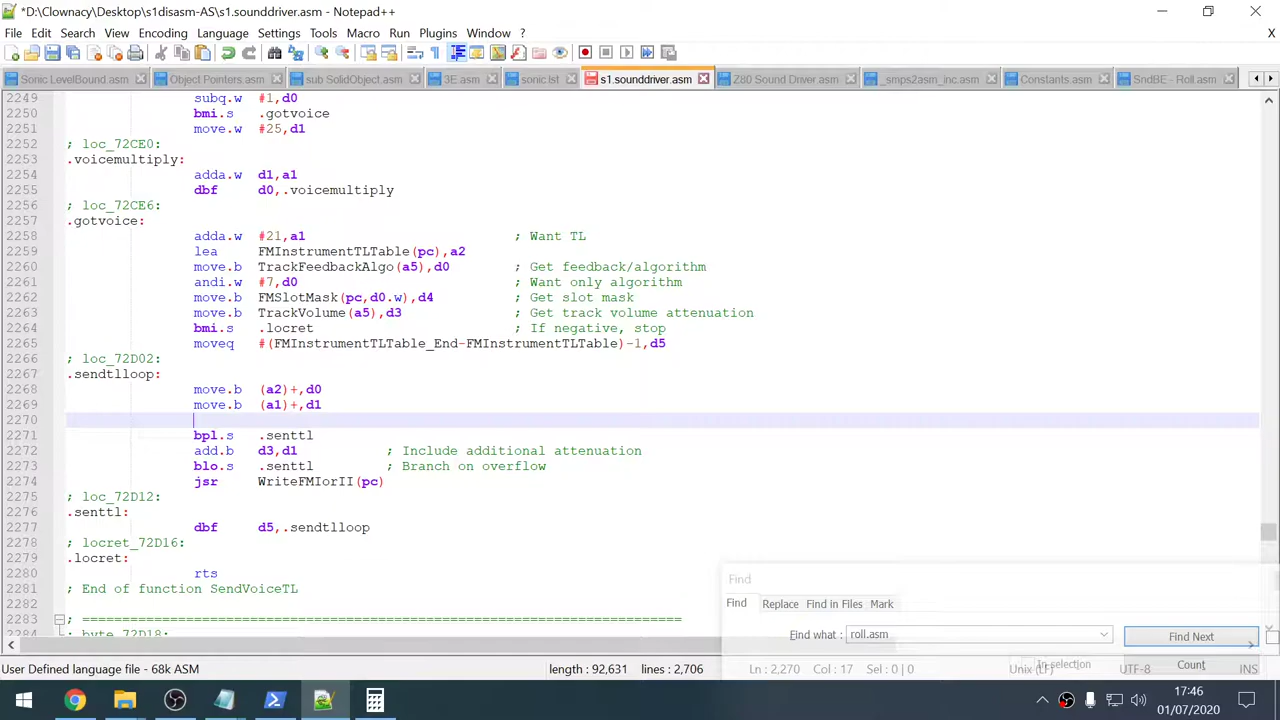 *D:\Clownacy\Desktop\s1disasm-AS\s1.sounddriver.asm - Notepad++
File Edit Search View Encoding Language Settings Tools Macro Run Plugins Window ? X
Sonic LevelBound.asm Object Pointers.asm sub SolidObject.asm 3E.asm sonic.lst s1.sounddriver.asm Z80 Sound Driver.asm _smps2asm_inc.asm Constants.asm SndBE - Roll.asm
2249 subq.w #1,d0
2250 bmi.s .gotvoice
2251 move.w #25,d1
2252 ; loc_72CE0:
2253 .voicemultiply:
2254 adda.w d1,a1
2255 dbf d0,.voicemultiply
2256 ; loc_72CE6:
2257 .gotvoice:
2258 adda.w #21,a1 ; Want TL
2259 lea FMInstrumentTLTable(pc),a2
2260 move.b TrackFeedbackAlgo(a5),d0 ; Get feedback/algorithm
2261 andi.w #7,d0 ; Want only algorithm
2262 move.b FMSlotMask(pc,d0.w),d4 ; Get slot mask
2263 move.b TrackVolume(a5),d3 ; Get track volume attenuation
2264 bmi.s .locret ; If negative, stop
2265 moveq #(FMInstrumentTLTable_End-FMInstrumentTLTable)-1,d5
2266 ; loc_72D02:
2267 .sendtlloop:
2268 move.b (a2)+,d0
2269 move.b (a1)+,d1
2270
2271 bpl.s .senttl
2272 add.b d3,d1 ; Include additional attenuation
2273 blo.s .senttl ; Branch on overflow
2274 jsr WriteFMIorII(pc)
2275 ; loc_72D12:
2276 .senttl:
2277 dbf d5,.sendtlloop
2278 ; locret_72D16:
2279 .locret:
2280 rts
2281 ; End of function SendVoiceTL
2282
2283 ; ===========================================================================
2284 ; byte_72D18:
Find
Find Replace Find in Files Mark
Find what : roll.asm Find Next
In selection Count
User Defined language file - 68k ASM length : 92,631 lines : 2,706 Ln : 2,270 Col : 17 Sel : 0 | 0 Unix (LF) UTF-8 INS
17:46
01/07/2020